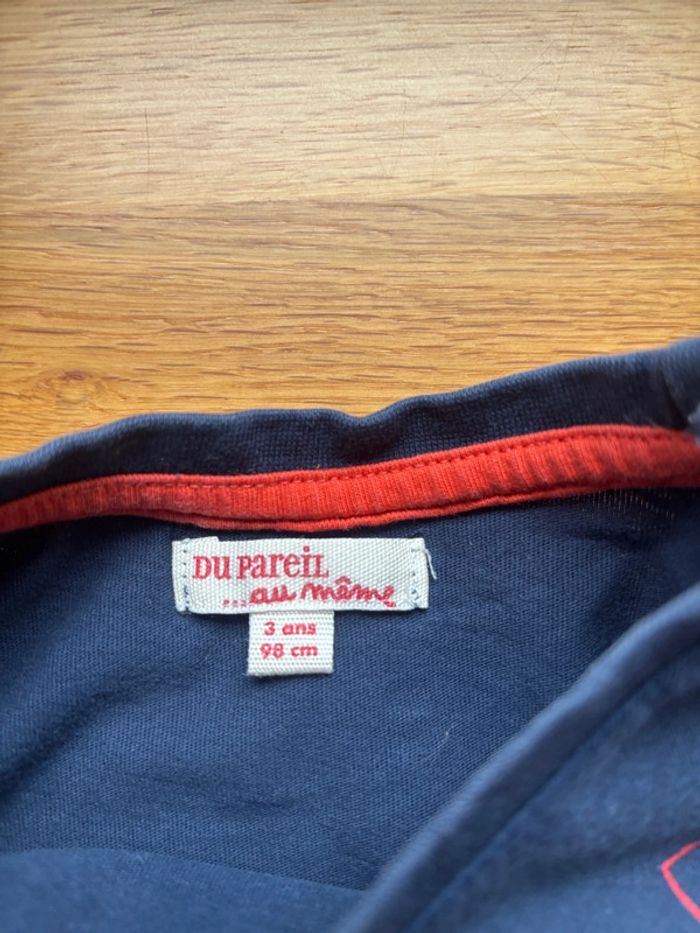 DU PAREIL
...au même
3 ans
98 cm